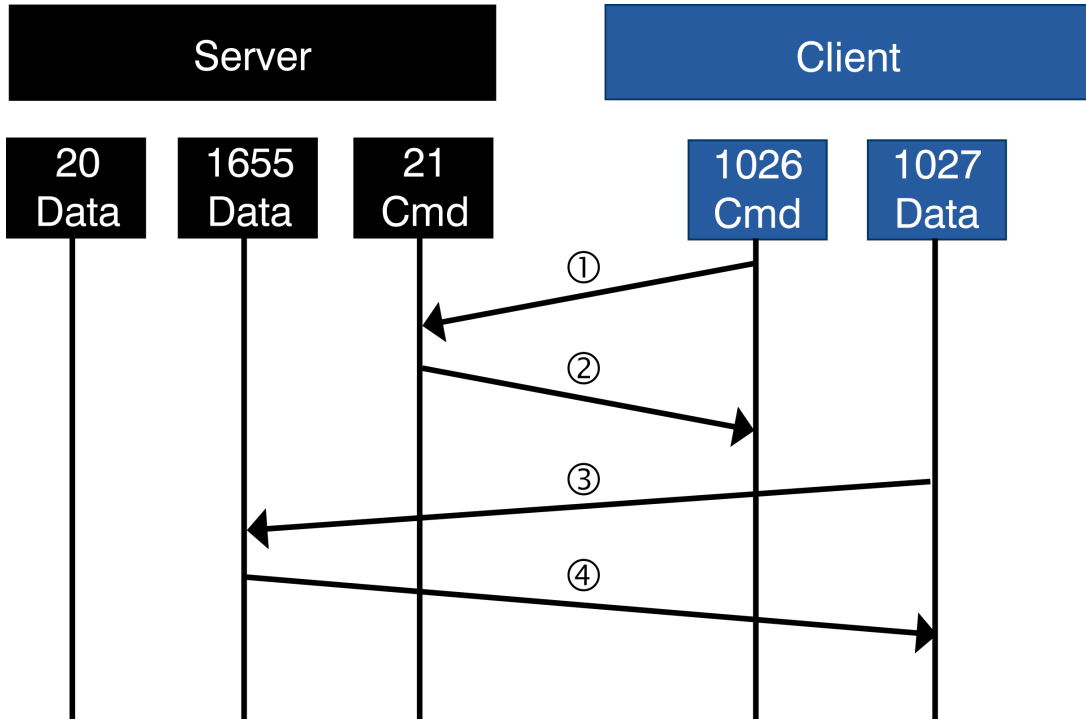 Server
Client
20
Data
1655
Data
21
Cmd
1026
Cmd
1027
Data
①
②
③
④